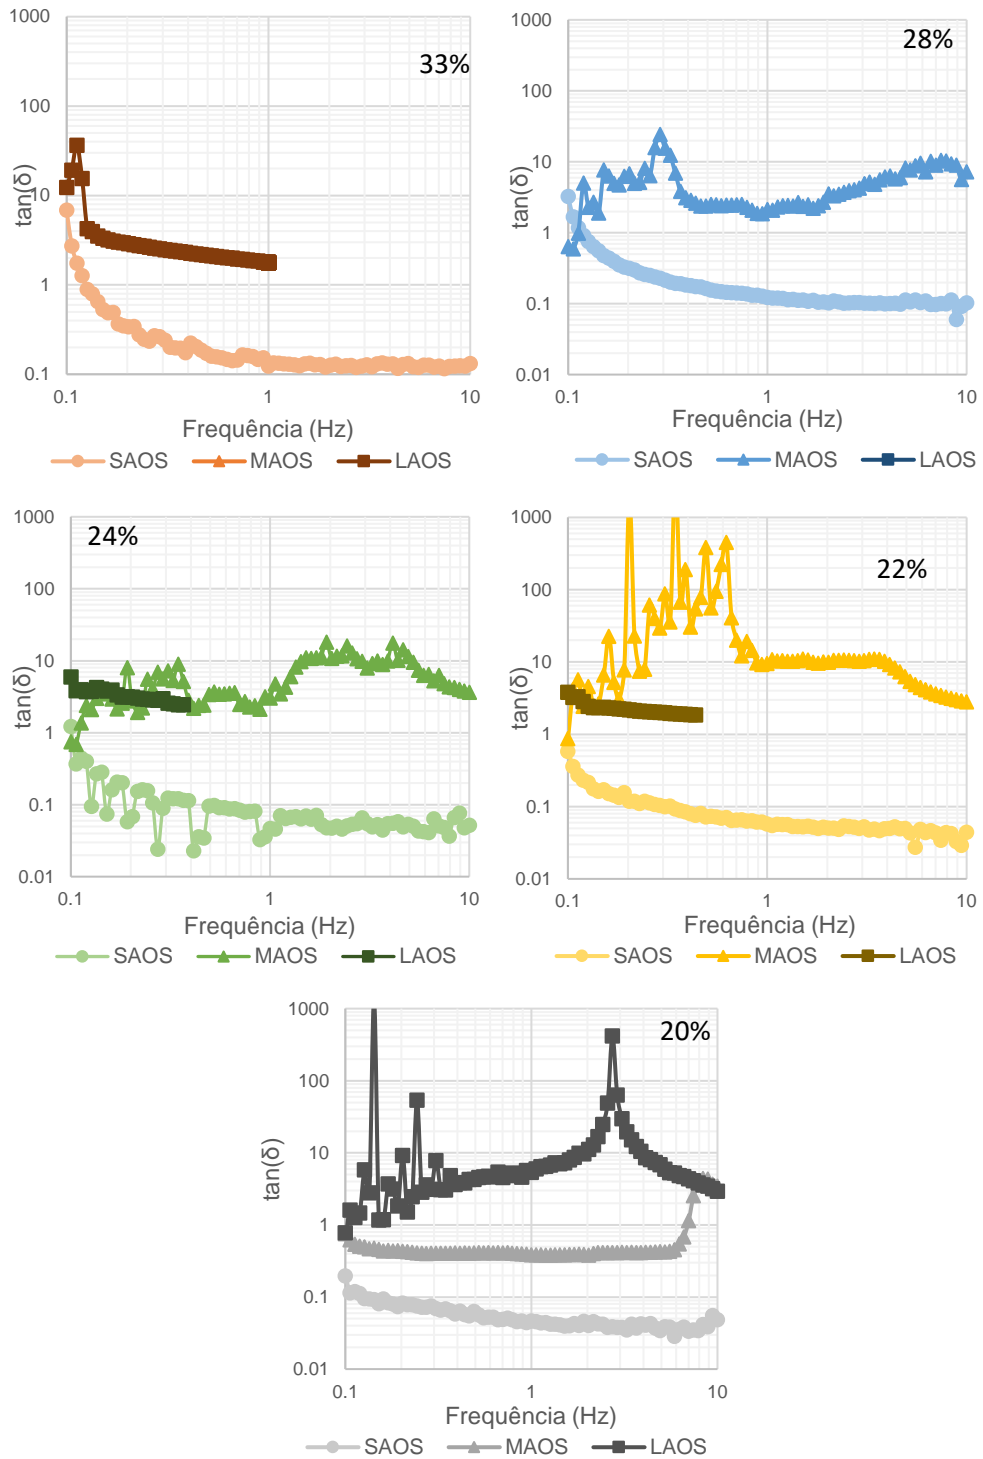 33%
tan(δ)
1000
100
10
1
0.1
0.1 1 10
Frequência (Hz)
SAOS MAOS LAOS
28%
tan(δ)
1000
100
10
1
0.1
0.01
0.1 1 10
Frequência (Hz)
SAOS MAOS LAOS
24%
tan(δ)
1000
100
10
1
0.1
0.01
0.1 1 10
Frequência (Hz)
SAOS MAOS LAOS
22%
tan(δ)
1000
100
10
1
0.1
0.01
0.1 1 10
Frequência (Hz)
SAOS MAOS LAOS
20%
tan(δ)
1000
100
10
1
0.1
0.01
0.1 1 10
Frequência (Hz)
SAOS MAOS LAOS